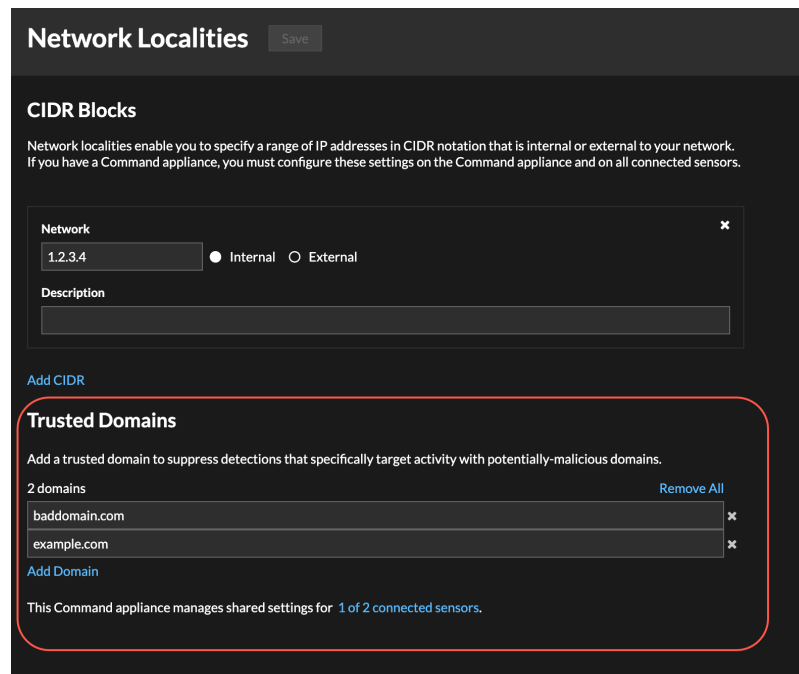 Network Localities Save
CIDR Blocks
Network localities enable you to specify a range of IP addresses in CIDR notation that is internal or external to your network.
If you have a Command appliance, you must configure these settings on the Command appliance and on all connected sensors.
Network
1.2.3.4 Internal External
Description
Add CIDR
Trusted Domains
Add a trusted domain to suppress detections that specifically target activity with potentially-malicious domains.
2 domains Remove All
baddomain.com
example.com
Add Domain
This Command appliance manages shared settings for 1 of 2 connected sensors.